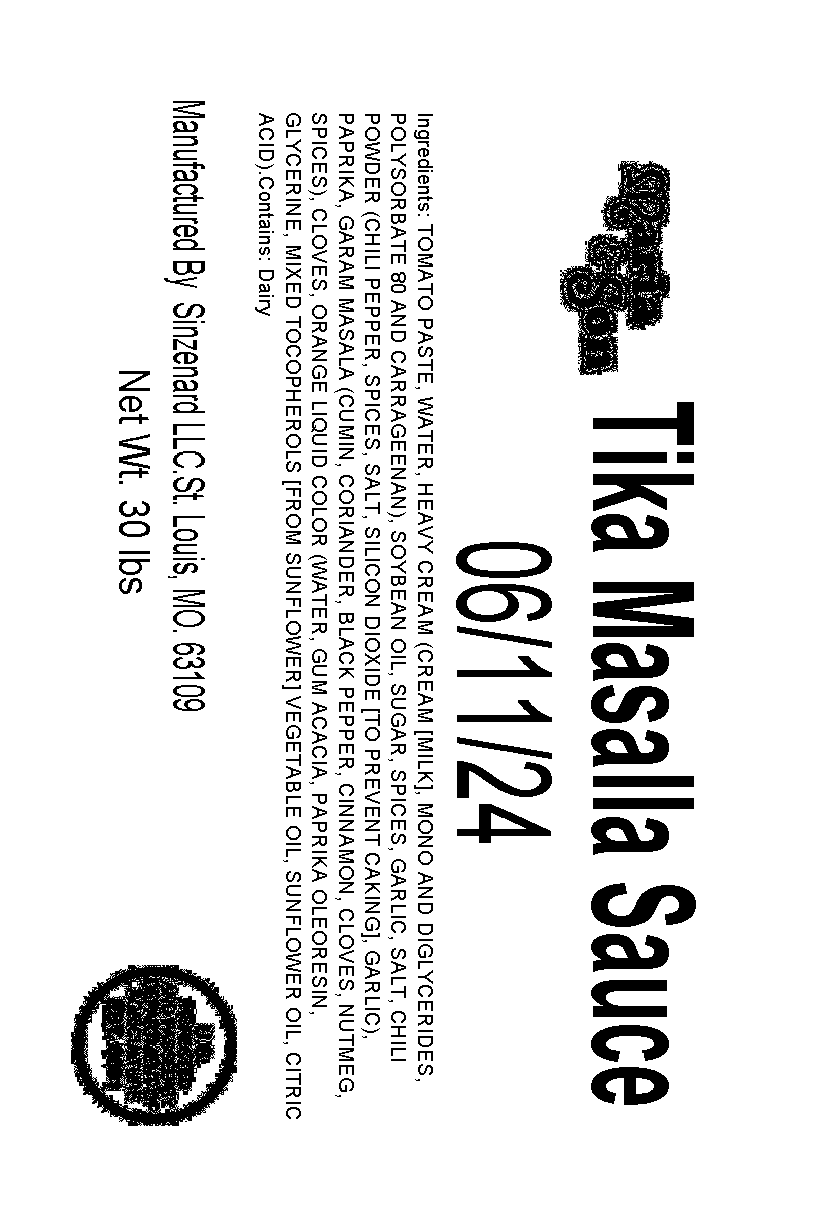 & Son
Tika Masalla Sauce
06/11/24
Ingredients: TOMATO PASTE, WATER, HEAVY CREAM (CREAM [MILK], MONO AND DIGLYCERIDES,
POLYSORBATE 80 AND CARRAGEENAN), SOYBEAN OIL, SUGAR, SPICES, GARLIC, SALT, CHILI
POWDER (CHILI PEPPER, SPICES, SALT, SILICON DIOXIDE [TO PREVENT CAKING], GARLIC),
PAPRIKA, GARAM MASALA (CUMIN, CORIANDER, BLACK PEPPER, CINNAMON, CLOVES, NUTMEG,
SPICES), CLOVES, ORANGE LIQUID COLOR (WATER, GUM ACACIA, PAPRIKA OLEORESIN,
GLYCERINE, MIXED TOCOPHEROLS [FROM SUNFLOWER] VEGETABLE OIL, SUNFLOWER OIL, CITRIC
ACID).Contains: Dairy
Manufactured By Sinzenard LLC.St. Louis, MO. 63109
Net Wt. 30 lbs